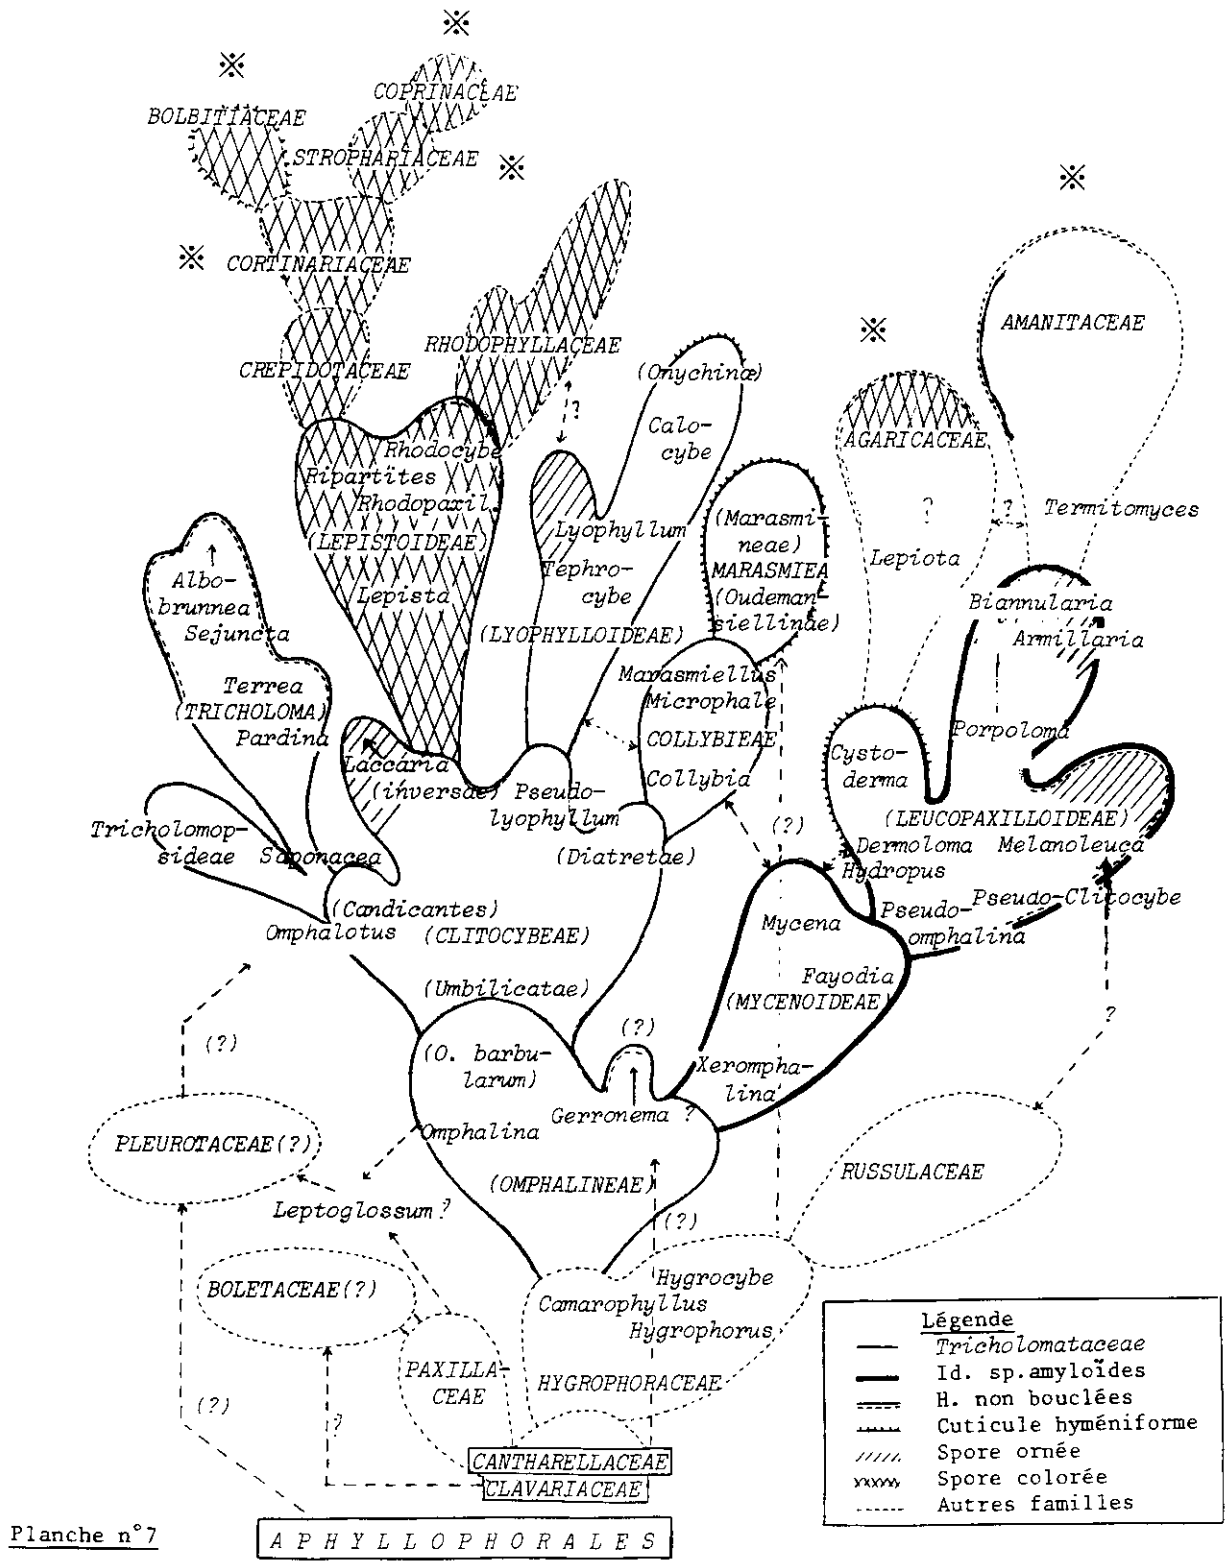 ※
※
COPRINACEAE
BOLBITIACEAE
STROPHARIACEAE
※
※
※
CORTINARIACEAE
AMANITACEAE
※
RHODOPHYLLACEAE
CREPIDOTACEAE
(Onychinæ)
?
Calo-
cybe
AGARICACEAE
Rhodocybe
Ripartites
Rhodopaxil.
(LEPISTOIDEAE)
Lepista
Lyophyllum
Tephro-
cybe
(LYOPHYLLOIDEAE)
(Marasmi-
neae)
MARASMIEA
(Oudeman-
siellinae)
?
?
Termitomyces
Lepiota
Albo-
brunnea
Sejuncta
Biannularia
Armillaria
Terrea
(TRICHOLOMA)
Pardina
Marasmiellus
Microphale
COLLYBIEAE
Collybia
Porpoloma
Cysto-
derma
Laccaria
(inversae)
Pseudo-
lyophyllum
(LEUCOPAXILLOIDEAE)
Tricholomop-
sideae
Saponacea
(Diatretae)
(?)
Dermoloma
Melanoleuca
Hydropus
Pseudo-Clitocybe
(Candicantes)
Omphalotus
(CLITOCYBEAE)
Mycena
Pseudo-
omphalina
(Umbilicatae)
Fayodia
(MYCENOIDEAE)
(?)
(?)
?
(O. barbu-
larum)
Xerompha-
lina
Gerronema ?
Omphalina
PLEUROTACEAE(?)
(OMPHALINEAE)
RUSSULACEAE
Leptoglossum ?
(?)
BOLETACEAE(?)
Hygrocybe
Camarophyllus
Hygrophorus
PAXILLA-
CEAE
HYGROPHORACEAE
(?)
?
CANTHARELLACEAE
CLAVARIACEAE
APHYLLOPHORALES
Planche n°7
Légende
Tricholomataceae
Id. sp.amyloïdes
H. non bouclées
Cuticule hyméniforme
Spore ornée
Spore colorée
Autres familles